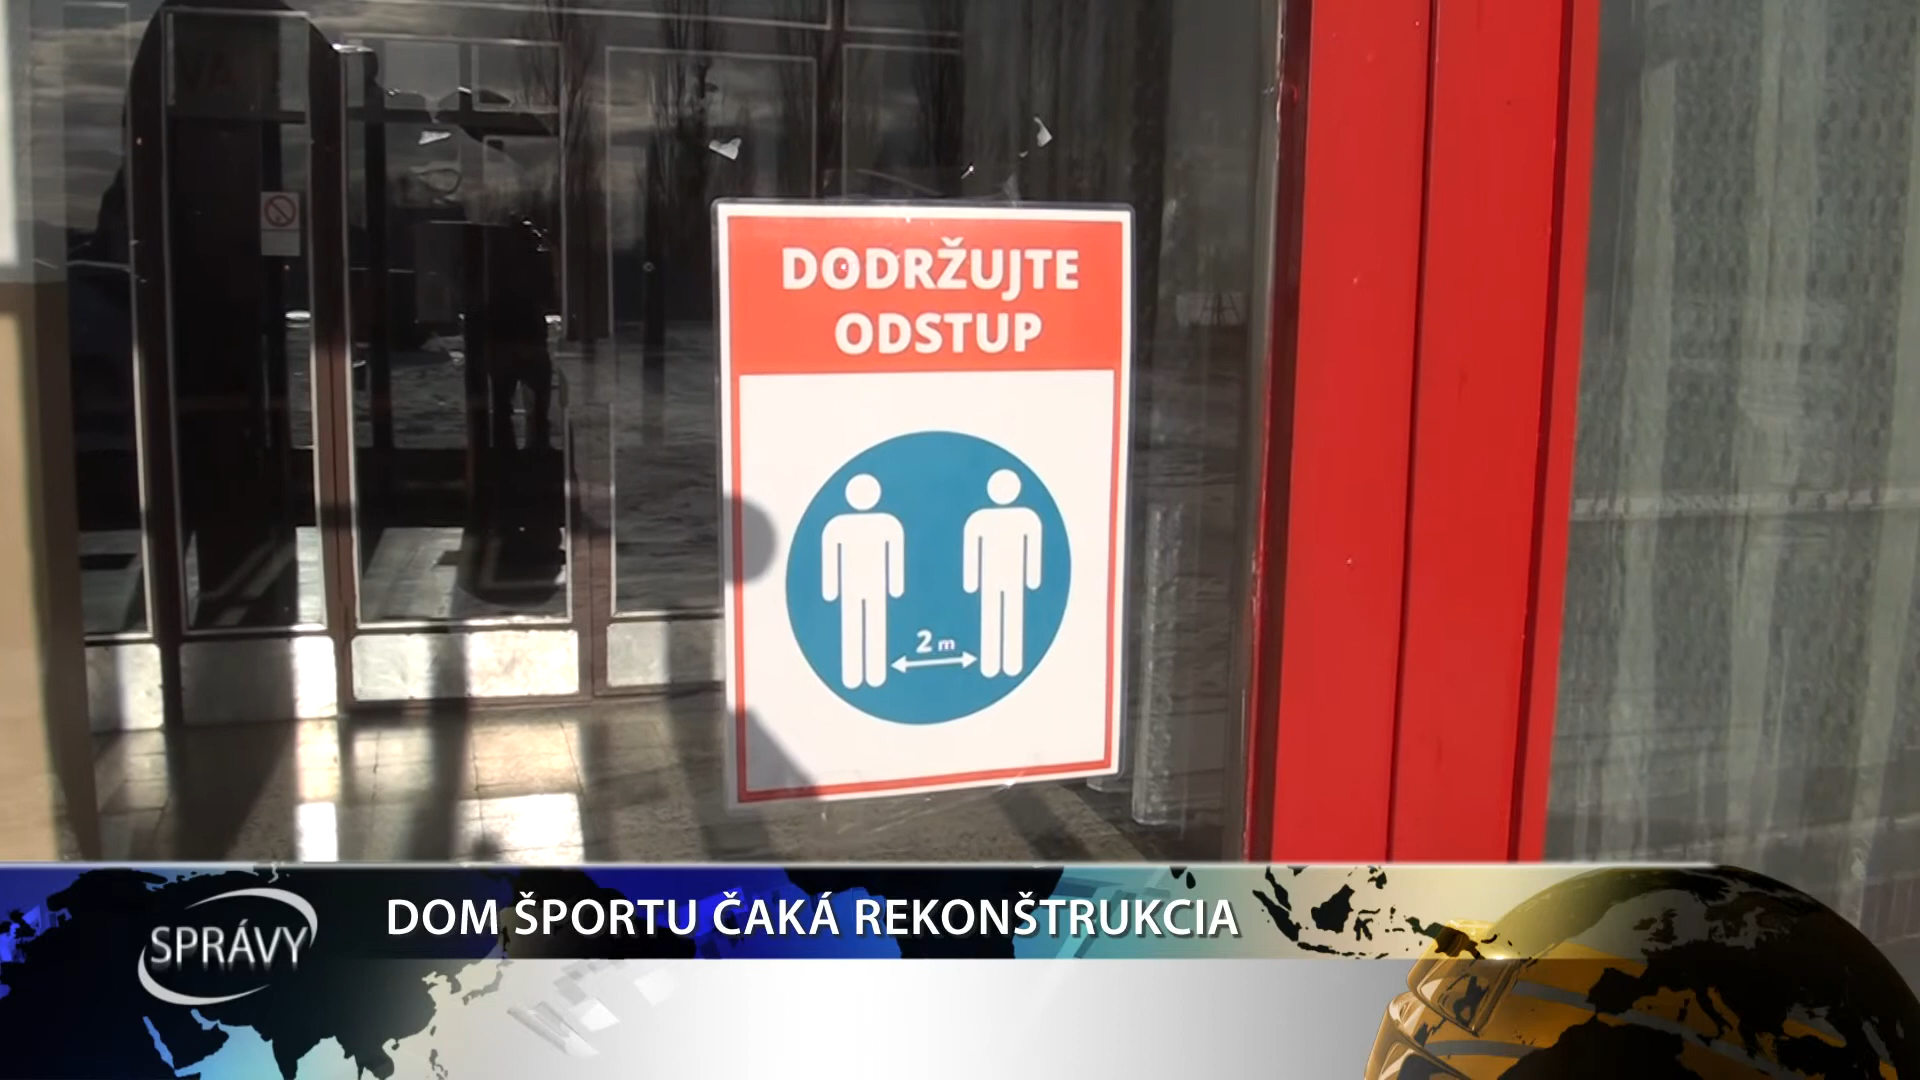 DODRŽUJTE
ODSTUP
2 m
SPRÁVY
DOM ŠPORTU ČAKÁ REKONŠTRUKCIA